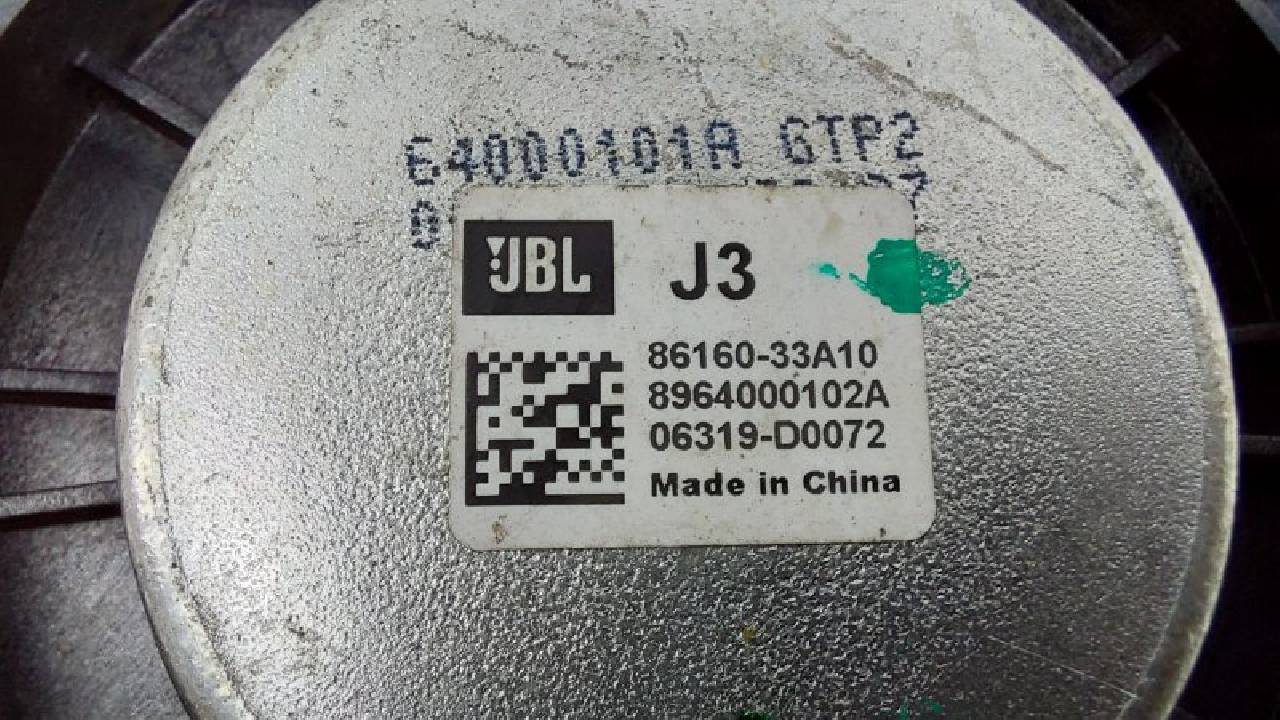 64000101A GTP2
JBL J3
86160-33A10
8964000102A
06319-D0072
Made in China